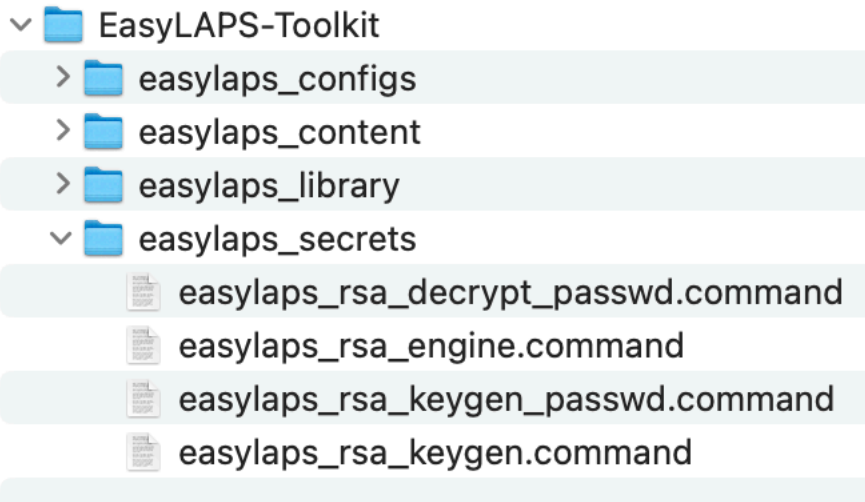 EasyLAPS-Toolkit
easylaps_configs
easylaps_content
easylaps_library
easylaps_secrets
easylaps_rsa_decrypt_passwd.command
easylaps_rsa_engine.command
easylaps_rsa_keygen_passwd.command
easylaps_rsa_keygen.command